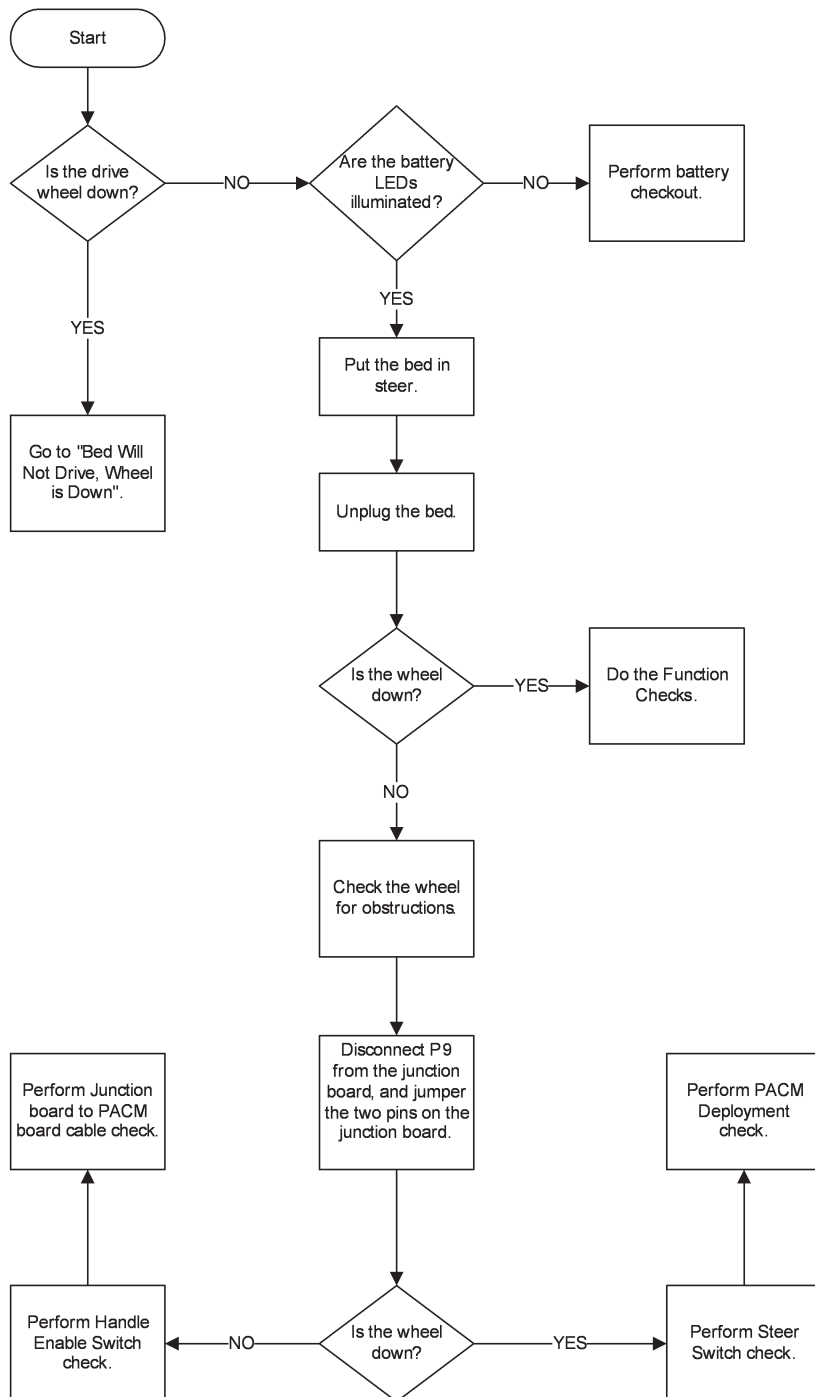 Start
Is the drive
wheel down?
NO
Are the battery
LEDs
illuminated?
NO
Perform battery
checkout.
YES
YES
Put the bed in
steer.
Go to "Bed Will
Not Drive, Wheel
is Down".
Unplug the bed.
Is the wheel
down?
YES
Do the Function
Checks.
NO
Check the wheel
for obstructions.
Disconnect P9
from the junction
board, and jumper
the two pins on the
junction board.
Perform Junction
board to PACM
board cable check.
Perform PACM
Deployment
check.
Perform Handle
Enable Switch
check.
NO
Is the wheel
down?
YES
Perform Steer
Switch check.